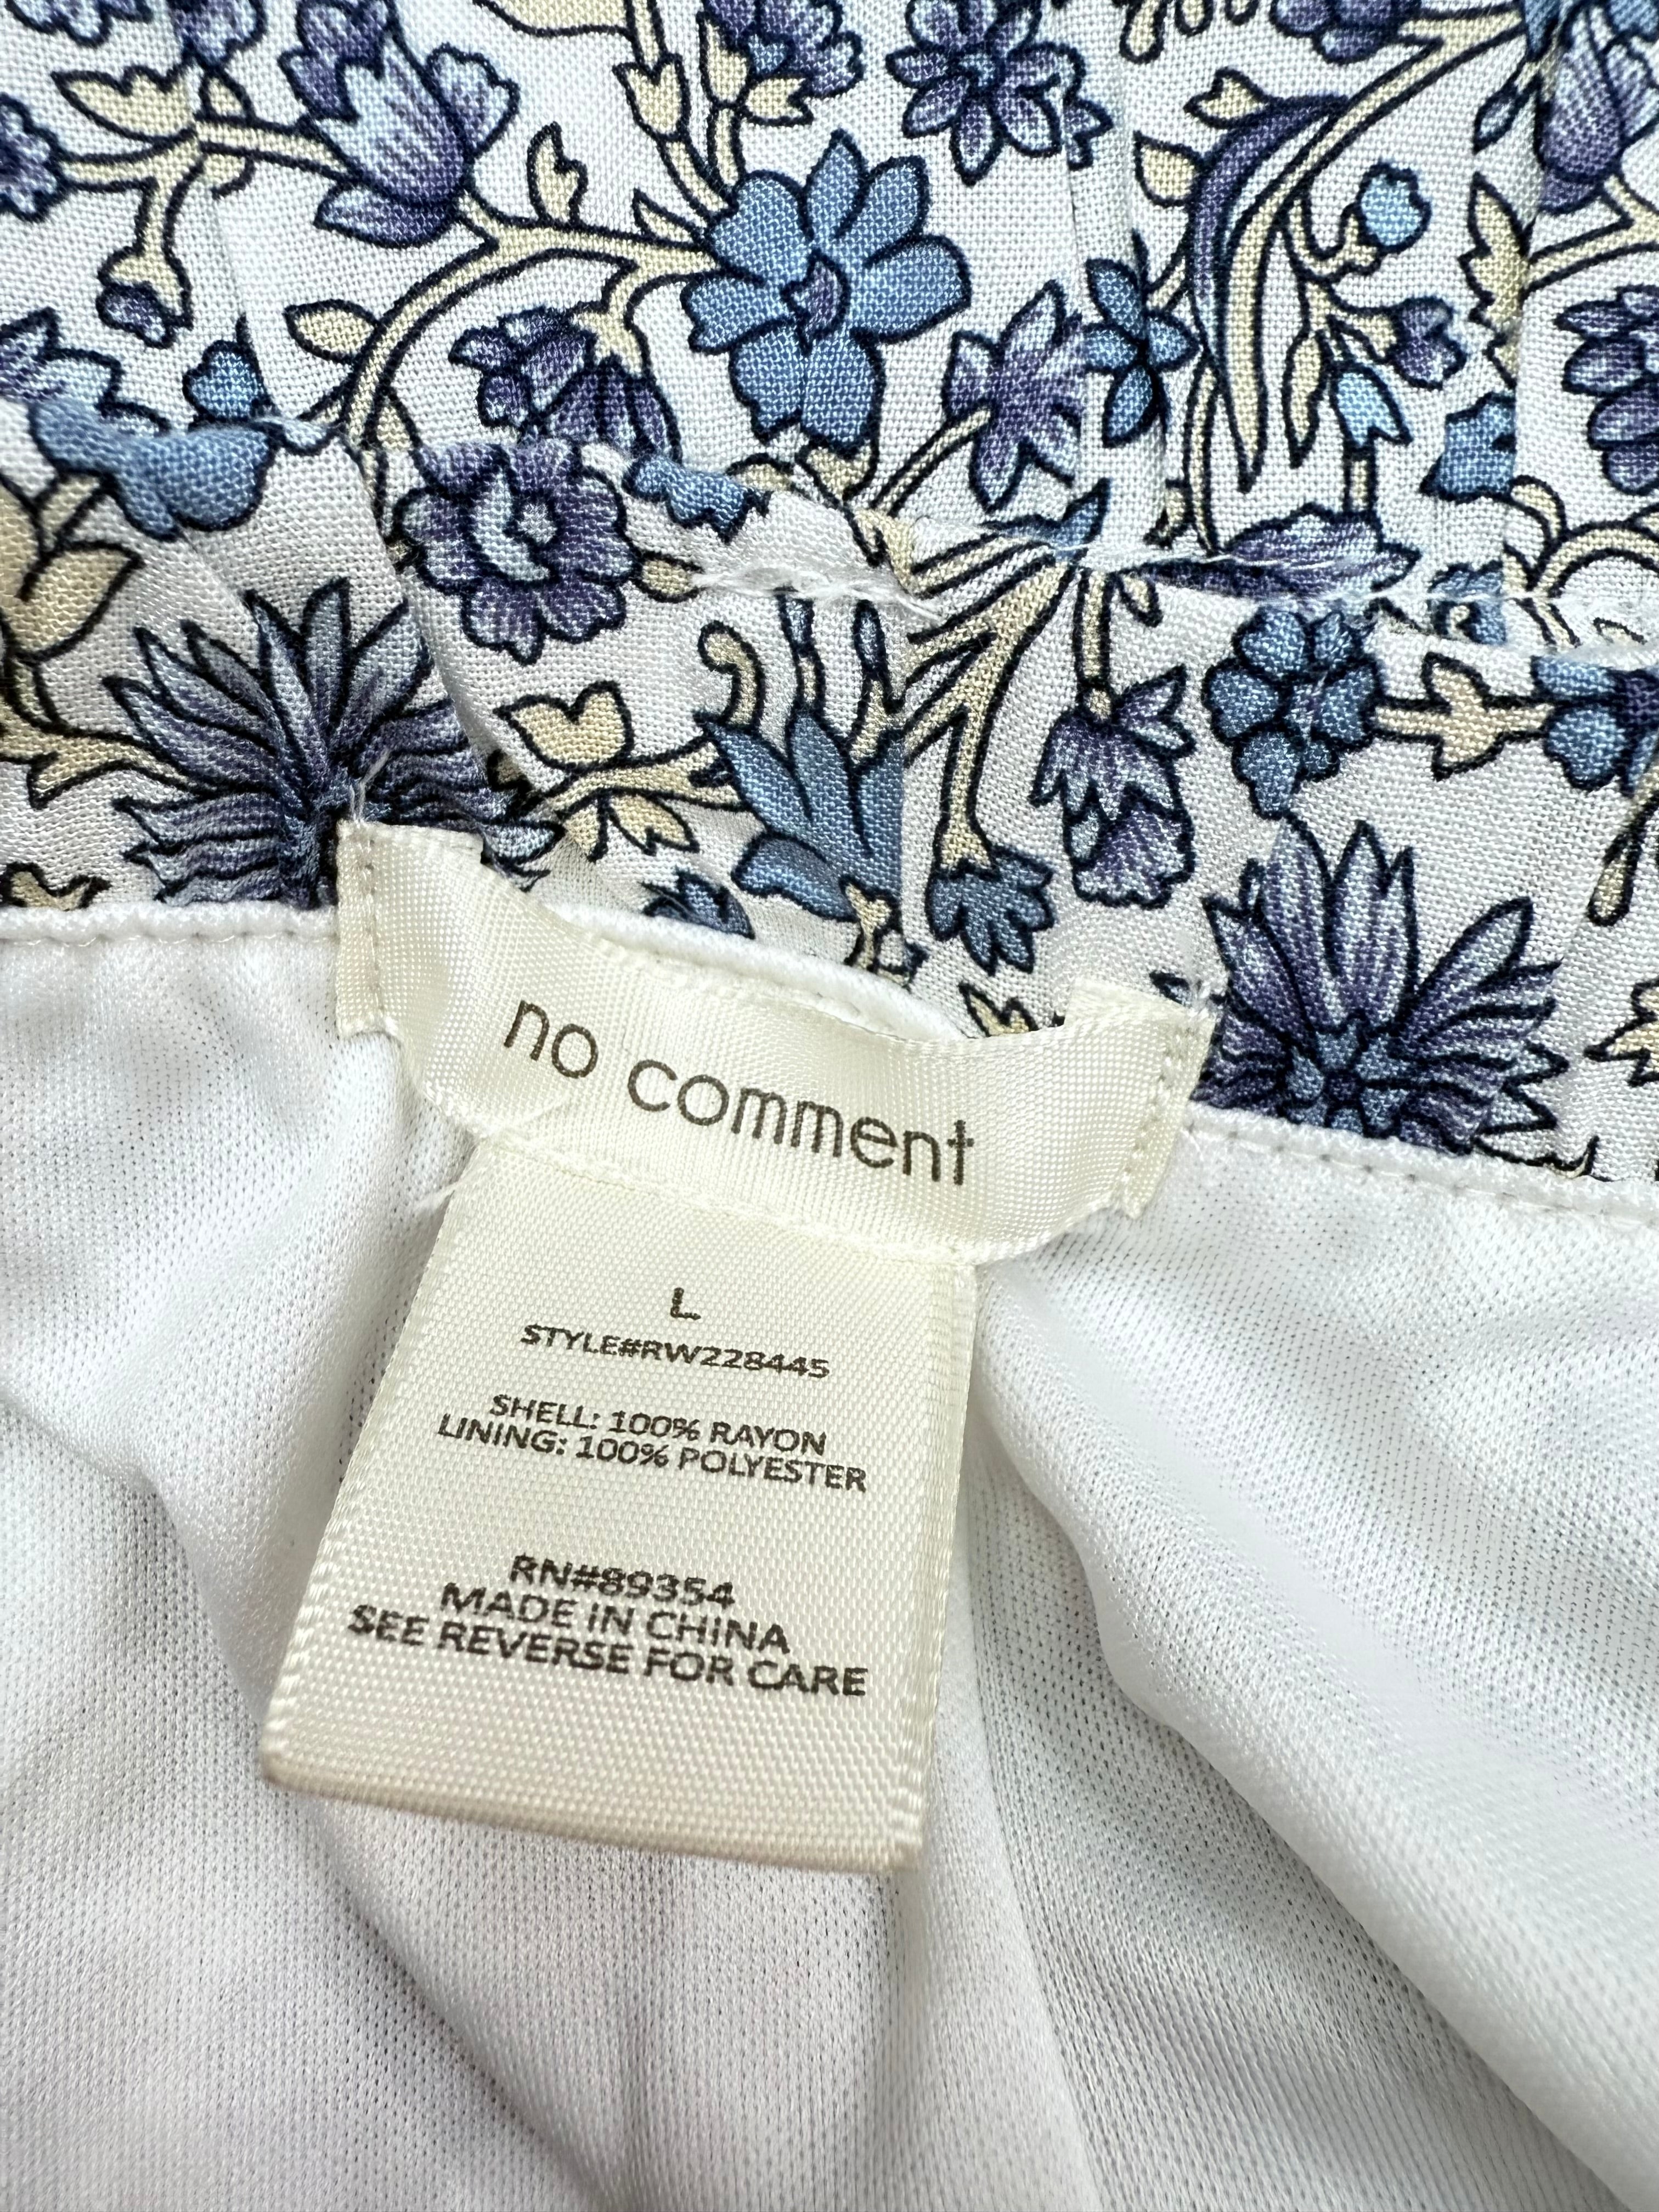 no comment
L
STYLE#RW228445
SHELL: 100% RAYON
LINING: 100% POLYESTER
RN#89354
MADE IN CHINA
SEE REVERSE FOR CARE